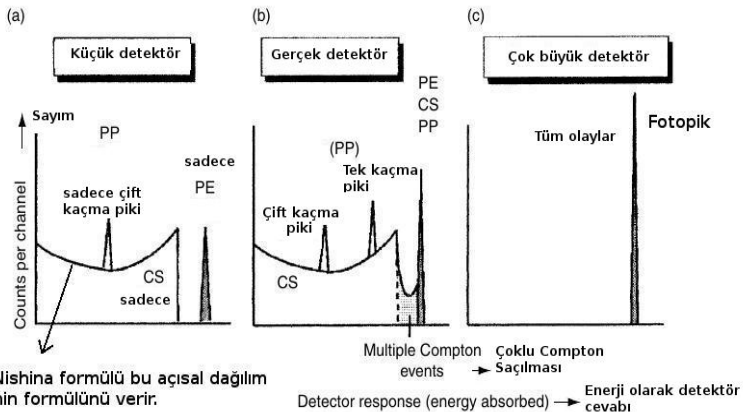 (a)
Küçük detektör
Sayım
PP
sadece
PE
sadece çift
kaçma piki
CS
sadece
Counts per channel
Nishina formülü bu açısal dağılım
nin formülünü verir.
(b)
Gerçek detektör
PE
CS
PP
(PP)
Tek kaçma
piki
Çift kaçma
piki
CS
Multiple Compton
events
Çoklu Compton
Saçılması
Detector response (energy absorbed)
Enerji olarak detektör
cevabı
(c)
Çok büyük detektör
Tüm olaylar
Fotopik